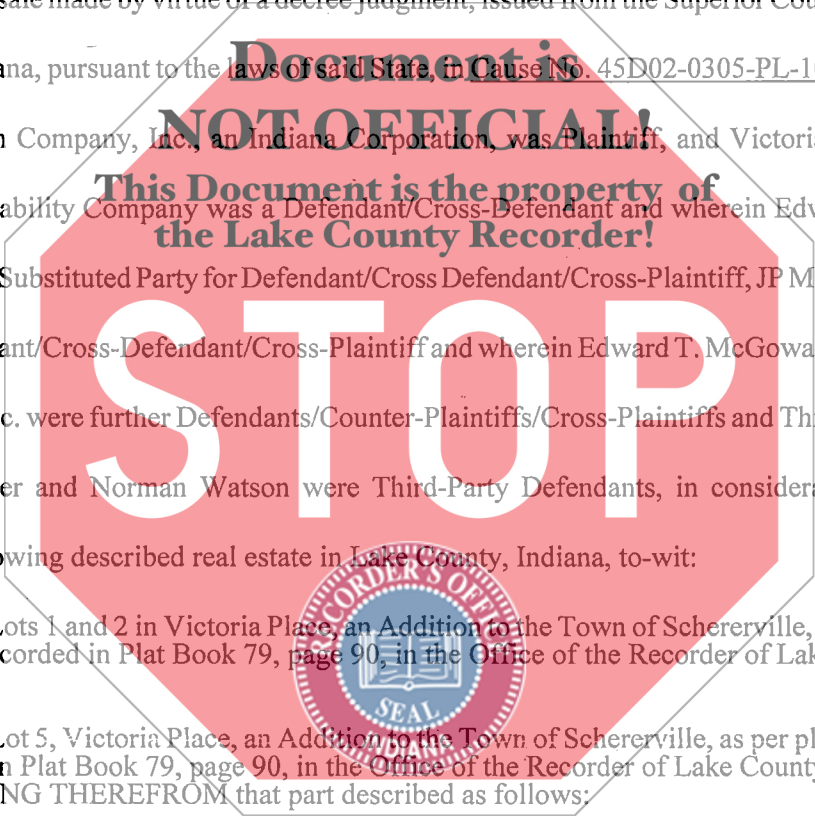 sale made by virtue of a decree judgment, issued from the Superior Cou
Document is
ana, pursuant to the laws of said State, in Cause No. 45D02-0305-PL-1
NOT OFFICIAL!
n Company, Inc., an Indiana Corporation, was Plaintiff, and Victoria
This Document is the property of
ability Company was a Defendant/Cross-Defendant and wherein Edw
the Lake County Recorder!
Substituted Party for Defendant/Cross Defendant/Cross-Plaintiff, JP M
STOP
ant/Cross-Defendant/Cross-Plaintiff and wherein Edward T. McGowa
c. were further Defendants/Counter-Plaintiffs/Cross-Plaintiffs and Thi
er and Norman Watson were Third-Party Defendants, in considera
owing described real estate in Lake County, Indiana, to-wit:
RECORDER'S OFFICE
SEAL
INDIANA
Lots 1 and 2 in Victoria Place, an Addition to the Town of Schererville,
corded in Plat Book 79, page 90, in the Office of the Recorder of Lak
Lot 5, Victoria Place, an Addition to the Town of Schererville, as per pl
n Plat Book 79, page 90, in the Office of the Recorder of Lake County
NG THEREFROM that part described as follows: